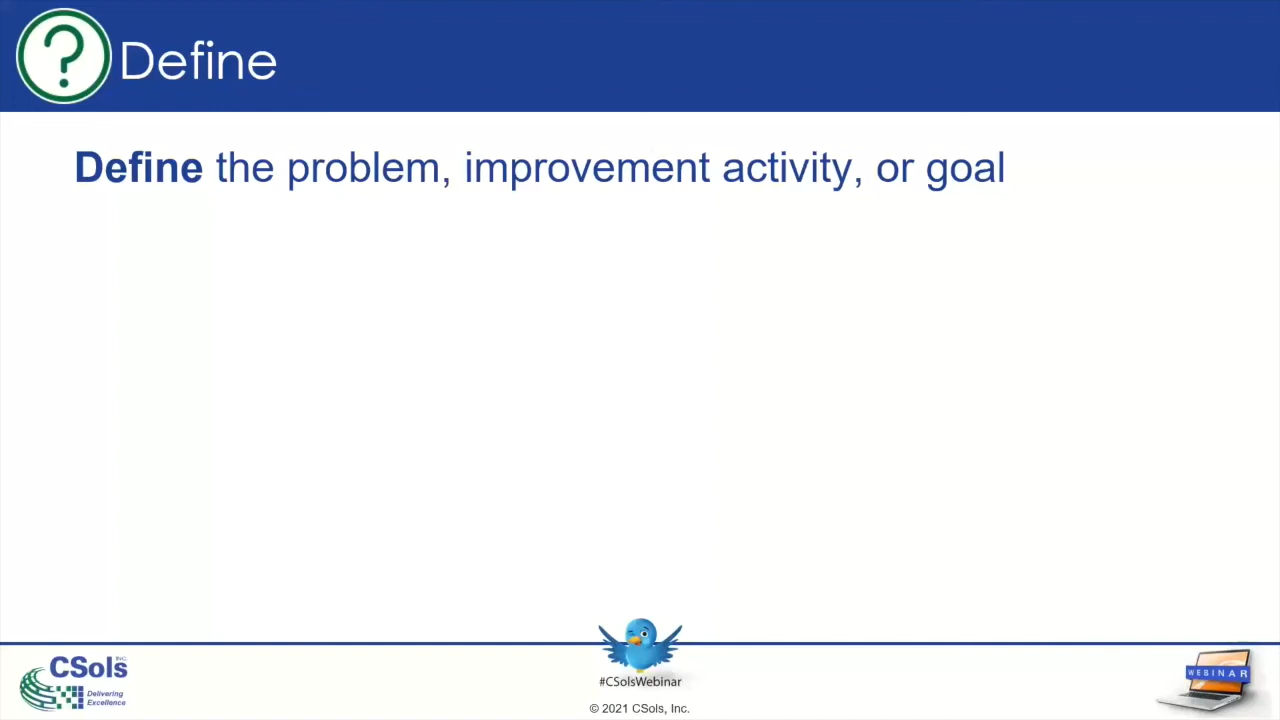 ?
Define
Define the problem, improvement activity, or goal
CSols INC.
Delivering
Excellence
#CSolsWebinar
© 2021 CSols, Inc.
WEBINAR